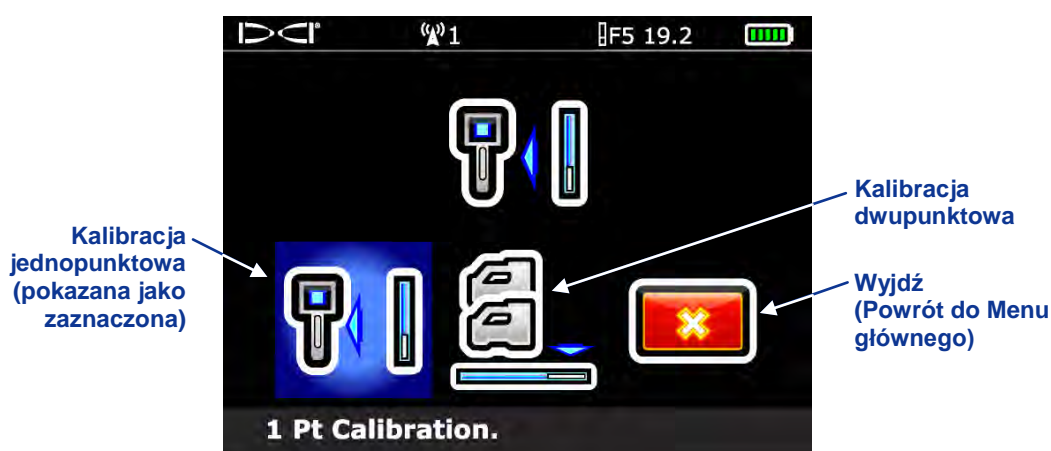 DCI
1
F5 19.2
Kalibracja
dwupunktowa
Kalibracja
jednopunktowa
(pokazana jako
zaznaczona)
Wyjdź
(Powrót do Menu
głównego)
1 Pt Calibration.